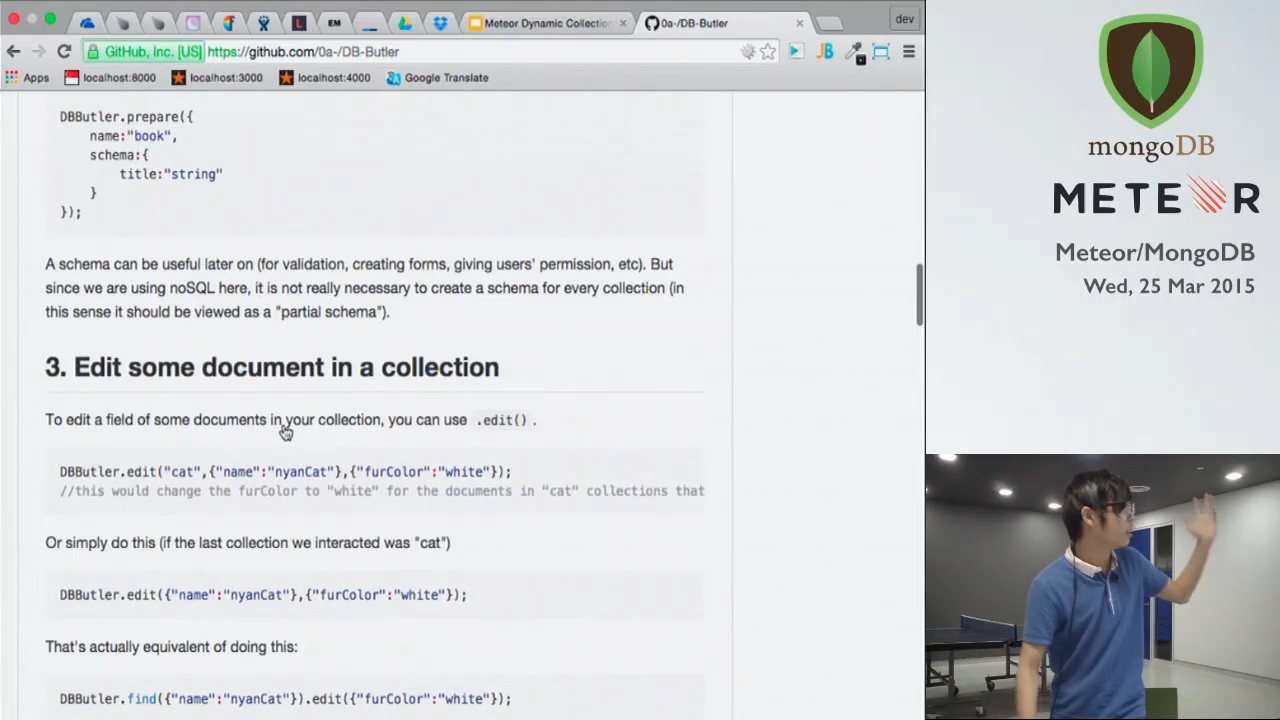 EM
L
Meteor Dynamic Collection
0a-/DB-Butler
dev
GitHub, Inc. [US] https://github.com/0a-/DB-Butler
JB
Apps localhost:6000 localhost:3000 localhost:4000 Google Translate
DBButler.prepare({
name:"book",
schema:{
title:"string"
}
});
A schema can be useful later on (for validation, creating forms, giving users' permission, etc). But
since we are using noSQL here, it is not really necessary to create a schema for every collection (in
this sense it should be viewed as a "partial schema").
3. Edit some document in a collection
To edit a field of some documents in your collection, you can use .edit() .
DBButler.edit("cat",{"name":"nyanCat"},{"furColor":"white"});
//this would change the furColor to "white" for the documents in "cat" collections that
Or simply do this (if the last collection we interacted was "cat")
DBButler.edit({"name":"nyanCat"},{"furColor":"white"});
That's actually equivalent of doing this:
DBButler.find({"name":"nyanCat"}).edit({"furColor":"white"});
mongoDB
METEOR
Meteor/MongoDB
Wed, 25 Mar 2015